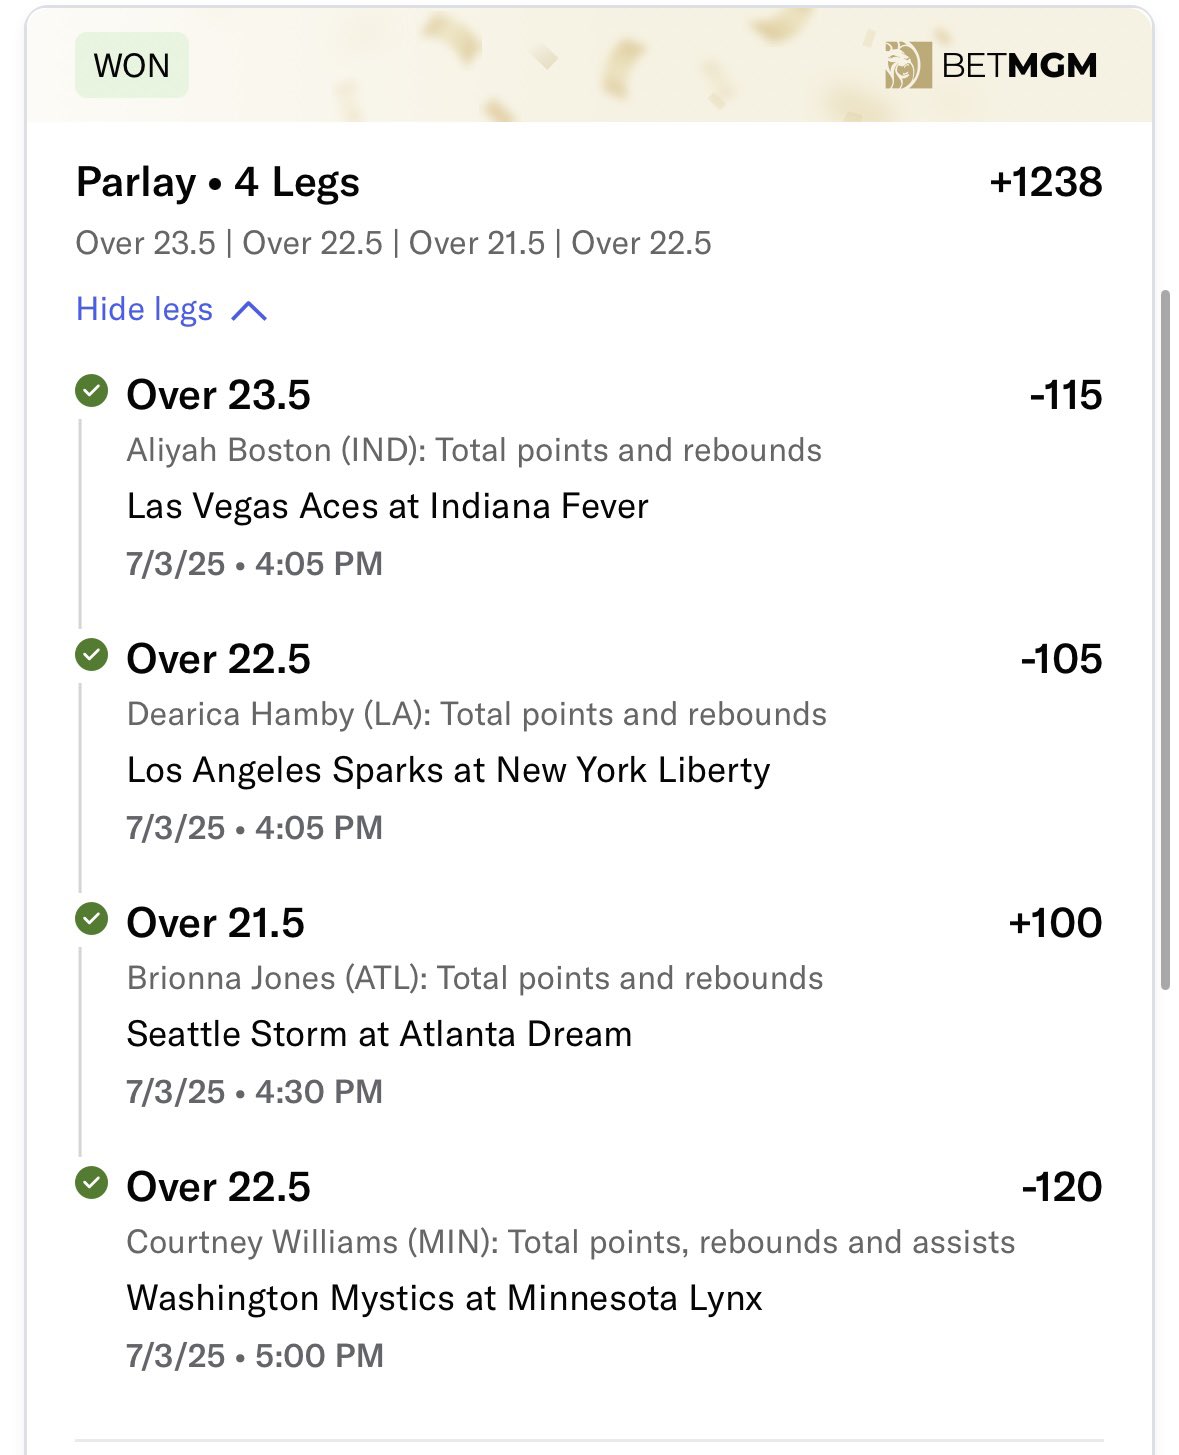 WON
BETMGM
Parlay • 4 Legs +1238
Over 23.5 | Over 22.5 | Over 21.5 | Over 22.5
Hide legs
Over 23.5 -115
Aliyah Boston (IND): Total points and rebounds
Las Vegas Aces at Indiana Fever
7/3/25 • 4:05 PM
Over 22.5 -105
Dearica Hamby (LA): Total points and rebounds
Los Angeles Sparks at New York Liberty
7/3/25 • 4:05 PM
Over 21.5 +100
Brionna Jones (ATL): Total points and rebounds
Seattle Storm at Atlanta Dream
7/3/25 • 4:30 PM
Over 22.5 -120
Courtney Williams (MIN): Total points, rebounds and assists
Washington Mystics at Minnesota Lynx
7/3/25 • 5:00 PM